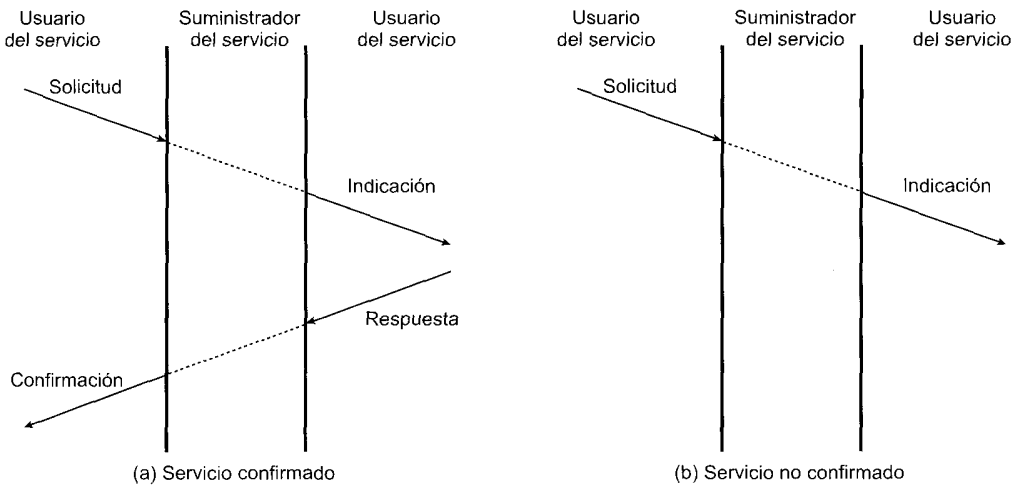 Usuario
del servicio
Suministrador
del servicio
Usuario
del servicio
Solicitud
Indicación
Respuesta
Confirmación
(a) Servicio confirmado
Usuario
del servicio
Suministrador
del servicio
Usuario
del servicio
Solicitud
Indicación
(b) Servicio no confirmado